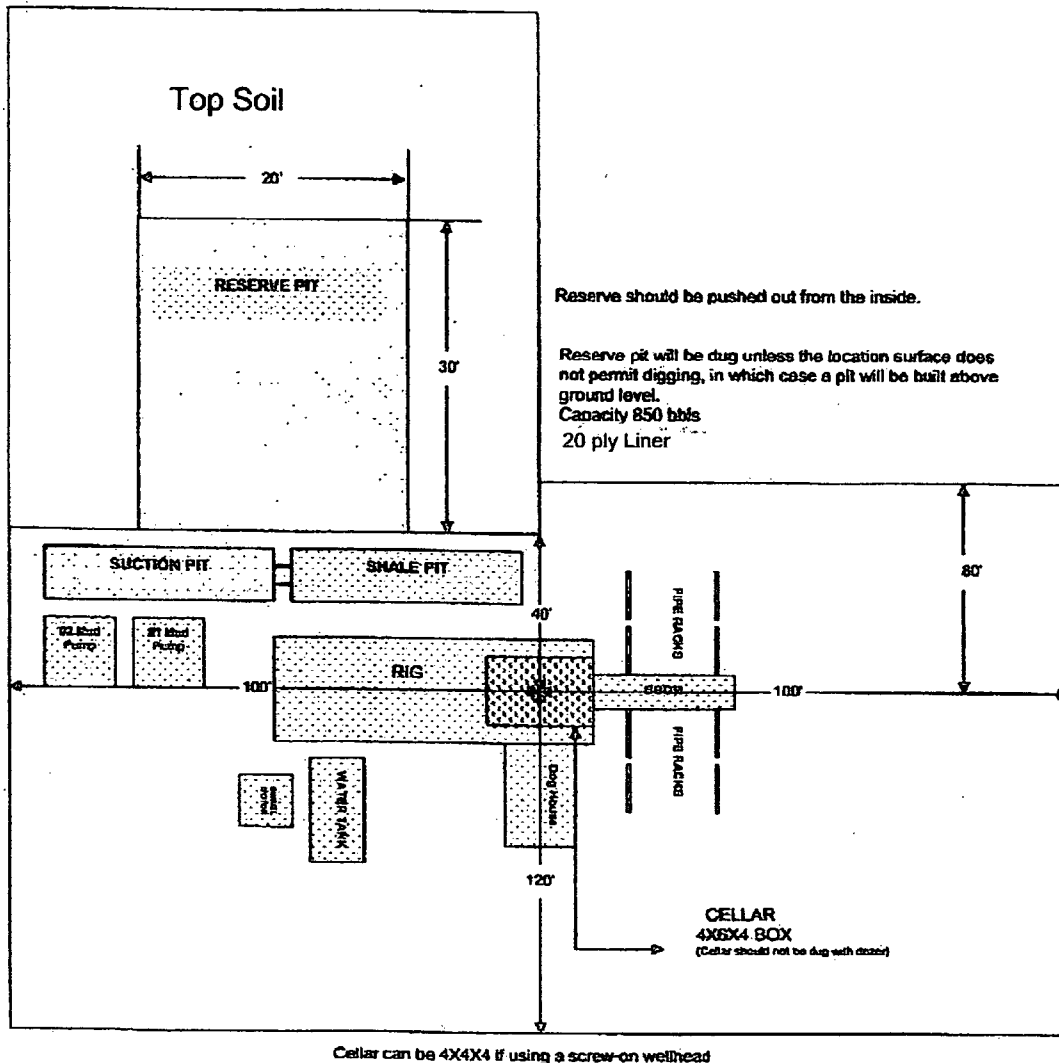 Top Soil
20'
RESERVE PIT
30'
Reserve should be pushed out from the inside.
Reserve pit will be dug unless the location surface does
not permit digging, in which case a pit will be built above
ground level.
Capacity 850 bbls
20 ply Liner
SUCTION PIT
SHALE PIT
40'
#2 Mud
Pump
#1 Mud
Pump
PIPE RACKS
RIG
100'
100'
PIPE RACKS
Dog House
WATER TANK
120'
CELLAR
4X6X4 BOX
(Cellar should not be dug with dozer)
Cellar can be 4X4X4 if using a screw-on wellhead